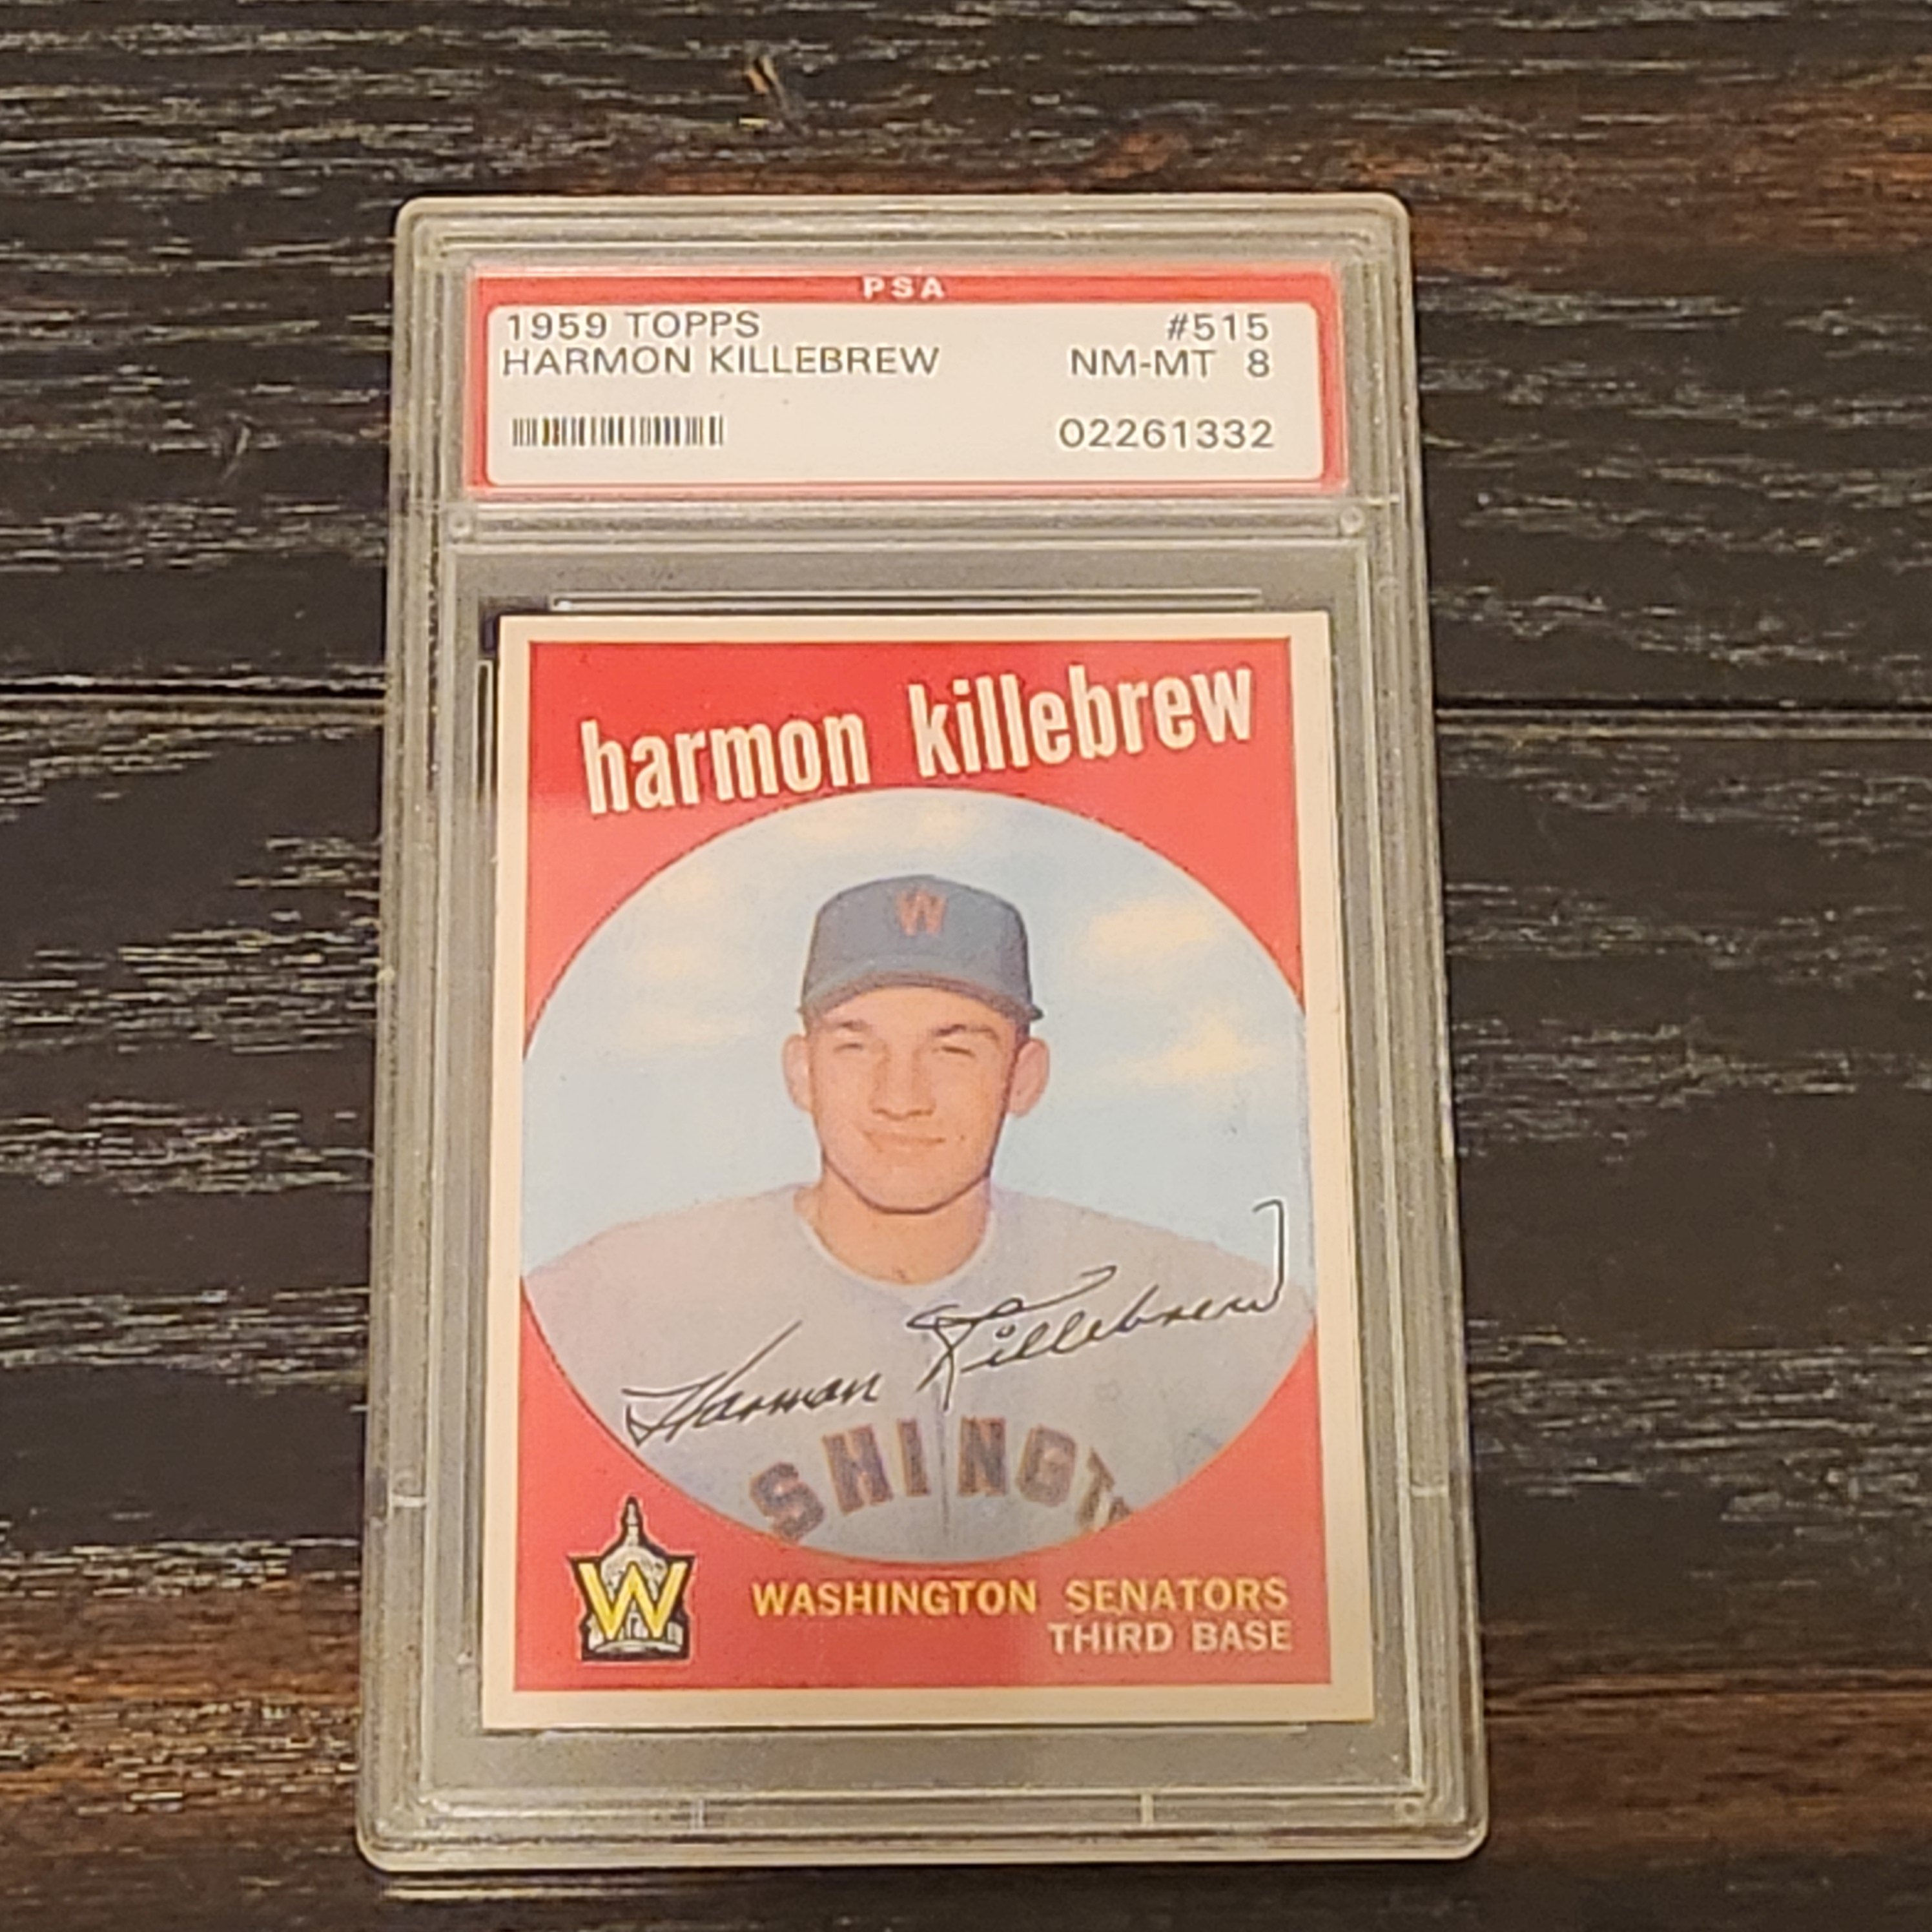 PSA
1959 TOPPS #515
HARMON KILLEBREW NM-MT 8
02261332
harmon killebrew
W
Harmon Killebrew
SHINGT
W
WASHINGTON SENATORS
THIRD BASE